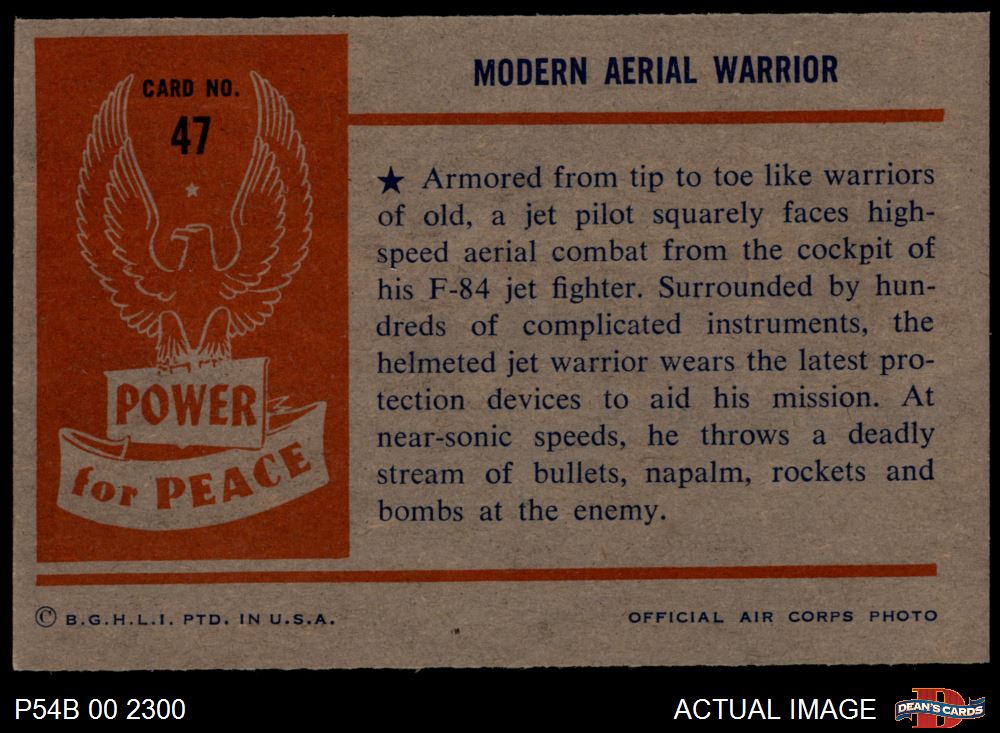 CARD NO.
47
POWER
for PEACE
MODERN AERIAL WARRIOR
★ Armored from tip to toe like warriors
of old, a jet pilot squarely faces high-
speed aerial combat from the cockpit of
his F-84 jet fighter. Surrounded by hun-
dreds of complicated instruments, the
helmeted jet warrior wears the latest pro-
tection devices to aid his mission. At
near-sonic speeds, he throws a deadly
stream of bullets, napalm, rockets and
bombs at the enemy.
© B.G.H.L.I. PTD. IN U.S.A.
OFFICIAL AIR CORPS PHOTO
P54B 00 2300
ACTUAL IMAGE
D
DEAN'S CARDS